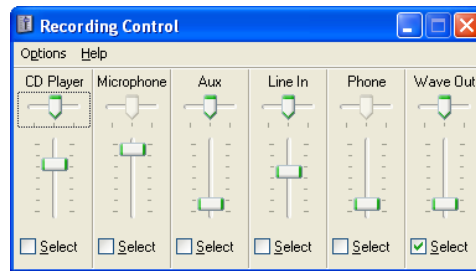 Recording Control
Options Help
CD Player Microphone Aux Line In Phone Wave Out
Select Select Select Select Select Select